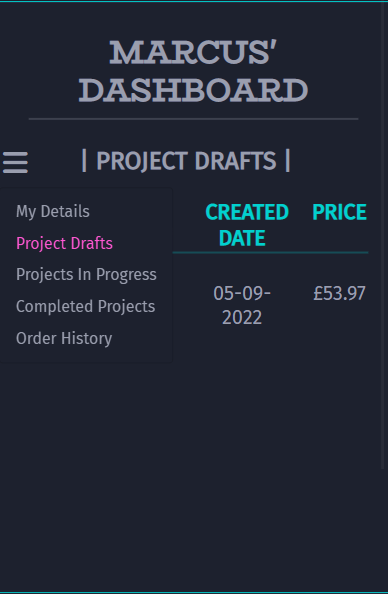 MARCUS’
DASHBOARD
| PROJECT DRAFTS |
My Details
Project Drafts
Projects In Progress
Completed Projects
Order History
CREATED
DATE
PRICE
05-09-
2022
£53.97